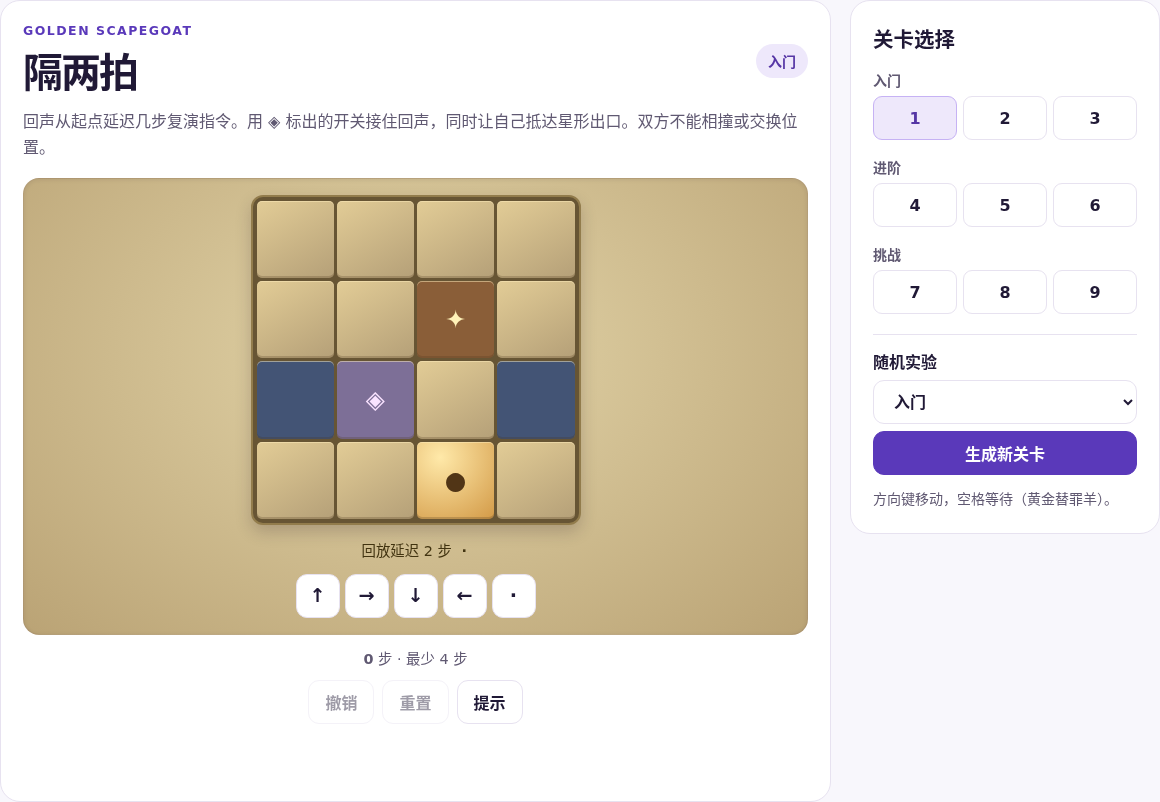 GOLDEN SCAPEGOAT
隔两拍
入门
回声从起点延迟几步复演指令。用 ◈ 标出的开关接住回声，同时让自己抵达星形出口。双方不能相撞或交换位
置。
✦
◈
回放延迟 2 步 ·
↑ → ↓ ← ·
0 步 · 最少 4 步
撤销 重置 提示
关卡选择
入门
1 2 3
进阶
4 5 6
挑战
7 8 9
随机实验
入门
生成新关卡
方向键移动，空格等待（黄金替罪羊）。